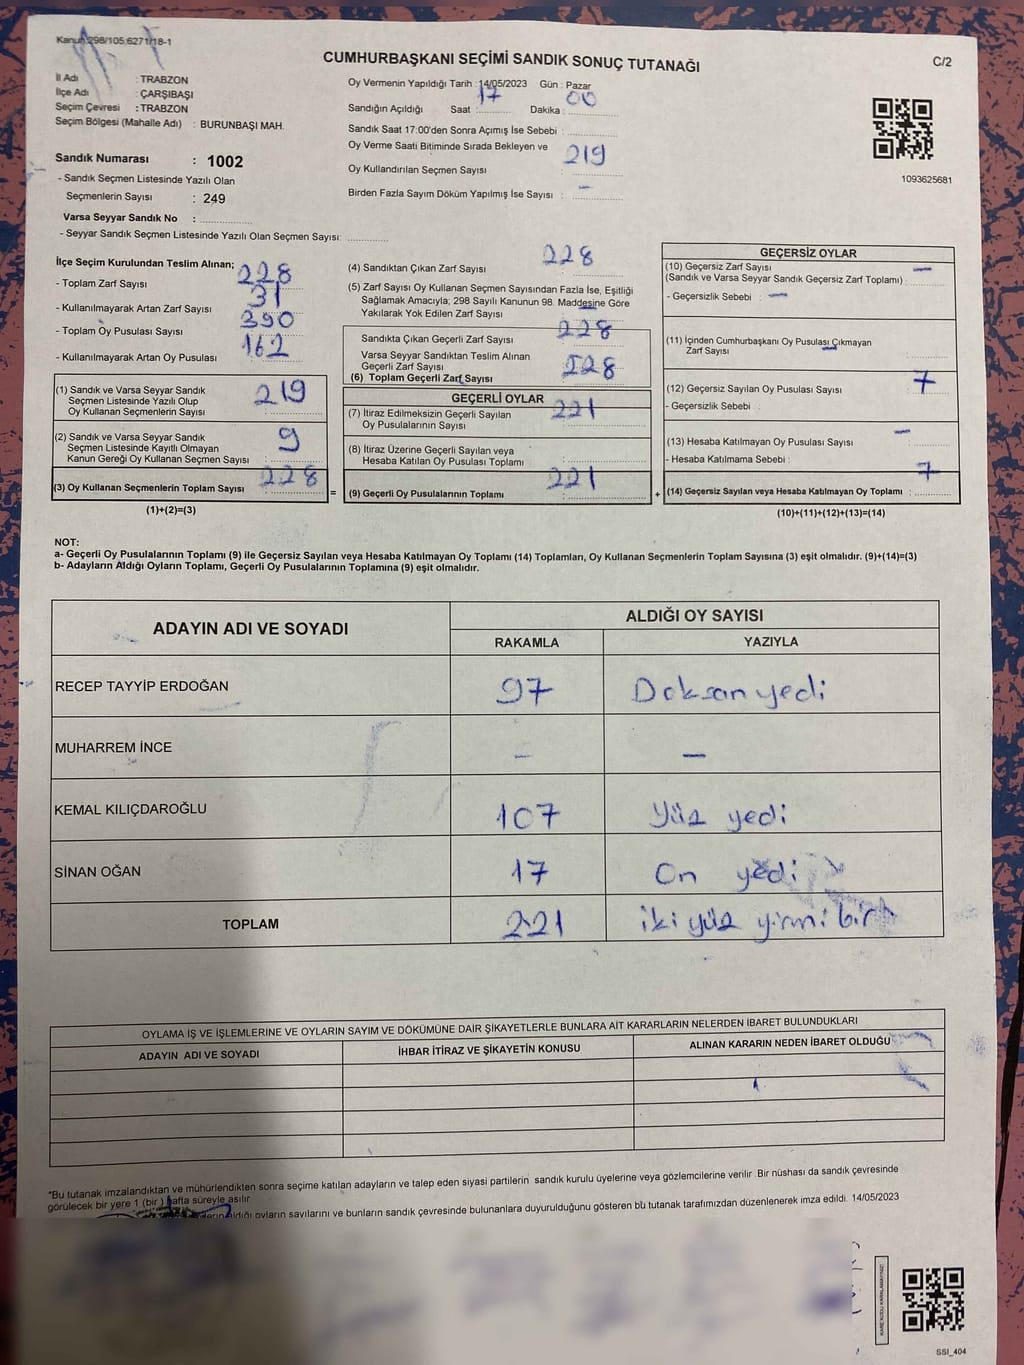 Kanun 298/105;6271/18-1
CUMHURBAŞKANI SEÇİMİ SANDIK SONUÇ TUTANAĞI
C/2
İl Adı : TRABZON
İlçe Adı : ÇARŞIBAŞI
Seçim Çevresi : TRABZON
Seçim Bölgesi (Mahalle Adı) : BURUNBAŞI MAH.
Oy Vermenin Yapıldığı Tarih : 14/05/2023 Gün : Pazar
Sandığın Açıldığı Saat : 17 Dakika : 00
Sandık Saat 17:00'den Sonra Açılmış İse Sebebi :
Oy Verme Saati Bitiminde Sırada Bekleyen ve
Oy Kullandırılan Seçmen Sayısı : 219
Birden Fazla Sayım Döküm Yapılmış İse Sayısı : -
1093625681
Sandık Numarası : 1002
- Sandık Seçmen Listesinde Yazılı Olan
Seçmenlerin Sayısı : 249
Varsa Seyyar Sandık No :
- Seyyar Sandık Seçmen Listesinde Yazılı Olan Seçmen Sayısı:
İlçe Seçim Kurulundan Teslim Alınan;
- Toplam Zarf Sayısı 228
- Kullanılmayarak Artan Zarf Sayısı 31
- Toplam Oy Pusulası Sayısı 390
- Kullanılmayarak Artan Oy Pusulası 162
(1) Sandık ve Varsa Seyyar Sandık
Seçmen Listesinde Yazılı Olup
Oy Kullanan Seçmenlerin Sayısı 219
(2) Sandık ve Varsa Seyyar Sandık
Seçmen Listesinde Kayıtlı Olmayan
Kanun Gereği Oy Kullanan Seçmen Sayısı 9
(3) Oy Kullanan Seçmenlerin Toplam Sayısı 228
(1)+(2)=(3)
=
(4) Sandıktan Çıkan Zarf Sayısı 228
(5) Zarf Sayısı Oy Kullanan Seçmen Sayısından Fazla İse, Eşitliği
Sağlamak Amacıyla; 298 Sayılı Kanunun 98. Maddesine Göre
Yakılarak Yok Edilen Zarf Sayısı
Sandıkta Çıkan Geçerli Zarf Sayısı 228
Varsa Seyyar Sandıktan Teslim Alınan
Geçerli Zarf Sayısı
(6) Toplam Geçerli Zarf Sayısı 228
GEÇERLİ OYLAR
(7) İtiraz Edilmeksizin Geçerli Sayılan
Oy Pusulalarının Sayısı 221
(8) İtiraz Üzerine Geçerli Sayılan veya
Hesaba Katılan Oy Pusulası Toplamı
(9) Geçerli Oy Pusulalarının Toplamı 221
+
GEÇERSİZ OYLAR
(10) Geçersiz Zarf Sayısı
(Sandık ve Varsa Seyyar Sandık Geçersiz Zarf Toplamı) : -
- Geçersizlik Sebebi : -
(11) İçinden Cumhurbaşkanı Oy Pusulası Çıkmayan
Zarf Sayısı
(12) Geçersiz Sayılan Oy Pusulası Sayısı 7
- Geçersizlik Sebebi :
(13) Hesaba Katılmayan Oy Pusulası Sayısı -
- Hesaba Katılmama Sebebi :
(14) Geçersiz Sayılan veya Hesaba Katılmayan Oy Toplamı : 7
(10)+(11)+(12)+(13)=(14)
NOT:
a- Geçerli Oy Pusulalarının Toplamı (9) ile Geçersiz Sayılan veya Hesaba Katılmayan Oy Toplamı (14) Toplamları, Oy Kullanan Seçmenlerin Toplam Sayısına (3) eşit olmalıdır. (9)+(14)=(3)
b- Adayların Aldığı Oyların Toplamı, Geçerli Oy Pusulalarının Toplamına (9) eşit olmalıdır.
ADAYIN ADI VE SOYADI
ALDIĞI OY SAYISI
RAKAMLA YAZIYLA
RECEP TAYYİP ERDOĞAN 97 Doksan yedi
MUHARREM İNCE - -
KEMAL KILIÇDAROĞLU 107 Yüz yedi
SİNAN OĞAN 17 On yedi
TOPLAM 221 iki yüz yirmi bir
OYLAMA İŞ VE İŞLEMLERİNE VE OYLARIN SAYIM VE DÖKÜMÜNE DAİR ŞİKAYETLERLE BUNLARA AİT KARARLARIN NELERDEN İBARET BULUNDUKLARI
ADAYIN ADI VE SOYADI İHBAR İTİRAZ VE ŞİKAYETİN KONUSU ALINAN KARARIN NEDEN İBARET OLDUĞU
*Bu tutanak imzalandıktan ve mühürlendikten sonra seçime katılan adayların ve talep eden siyasi partilerin sandık kurulu üyelerine veya gözlemcilerine verilir. Bir nüshası da sandık çevresinde
görülecek bir yere 1 (bir) hafta süreyle asılır.
aldığı oyların sayılarını ve bunların sandık çevresinde bulunanlara duyurulduğunu gösteren bu tutanak tarafımızdan düzenlenerek imza edildi. 14/05/2023
SSI_404